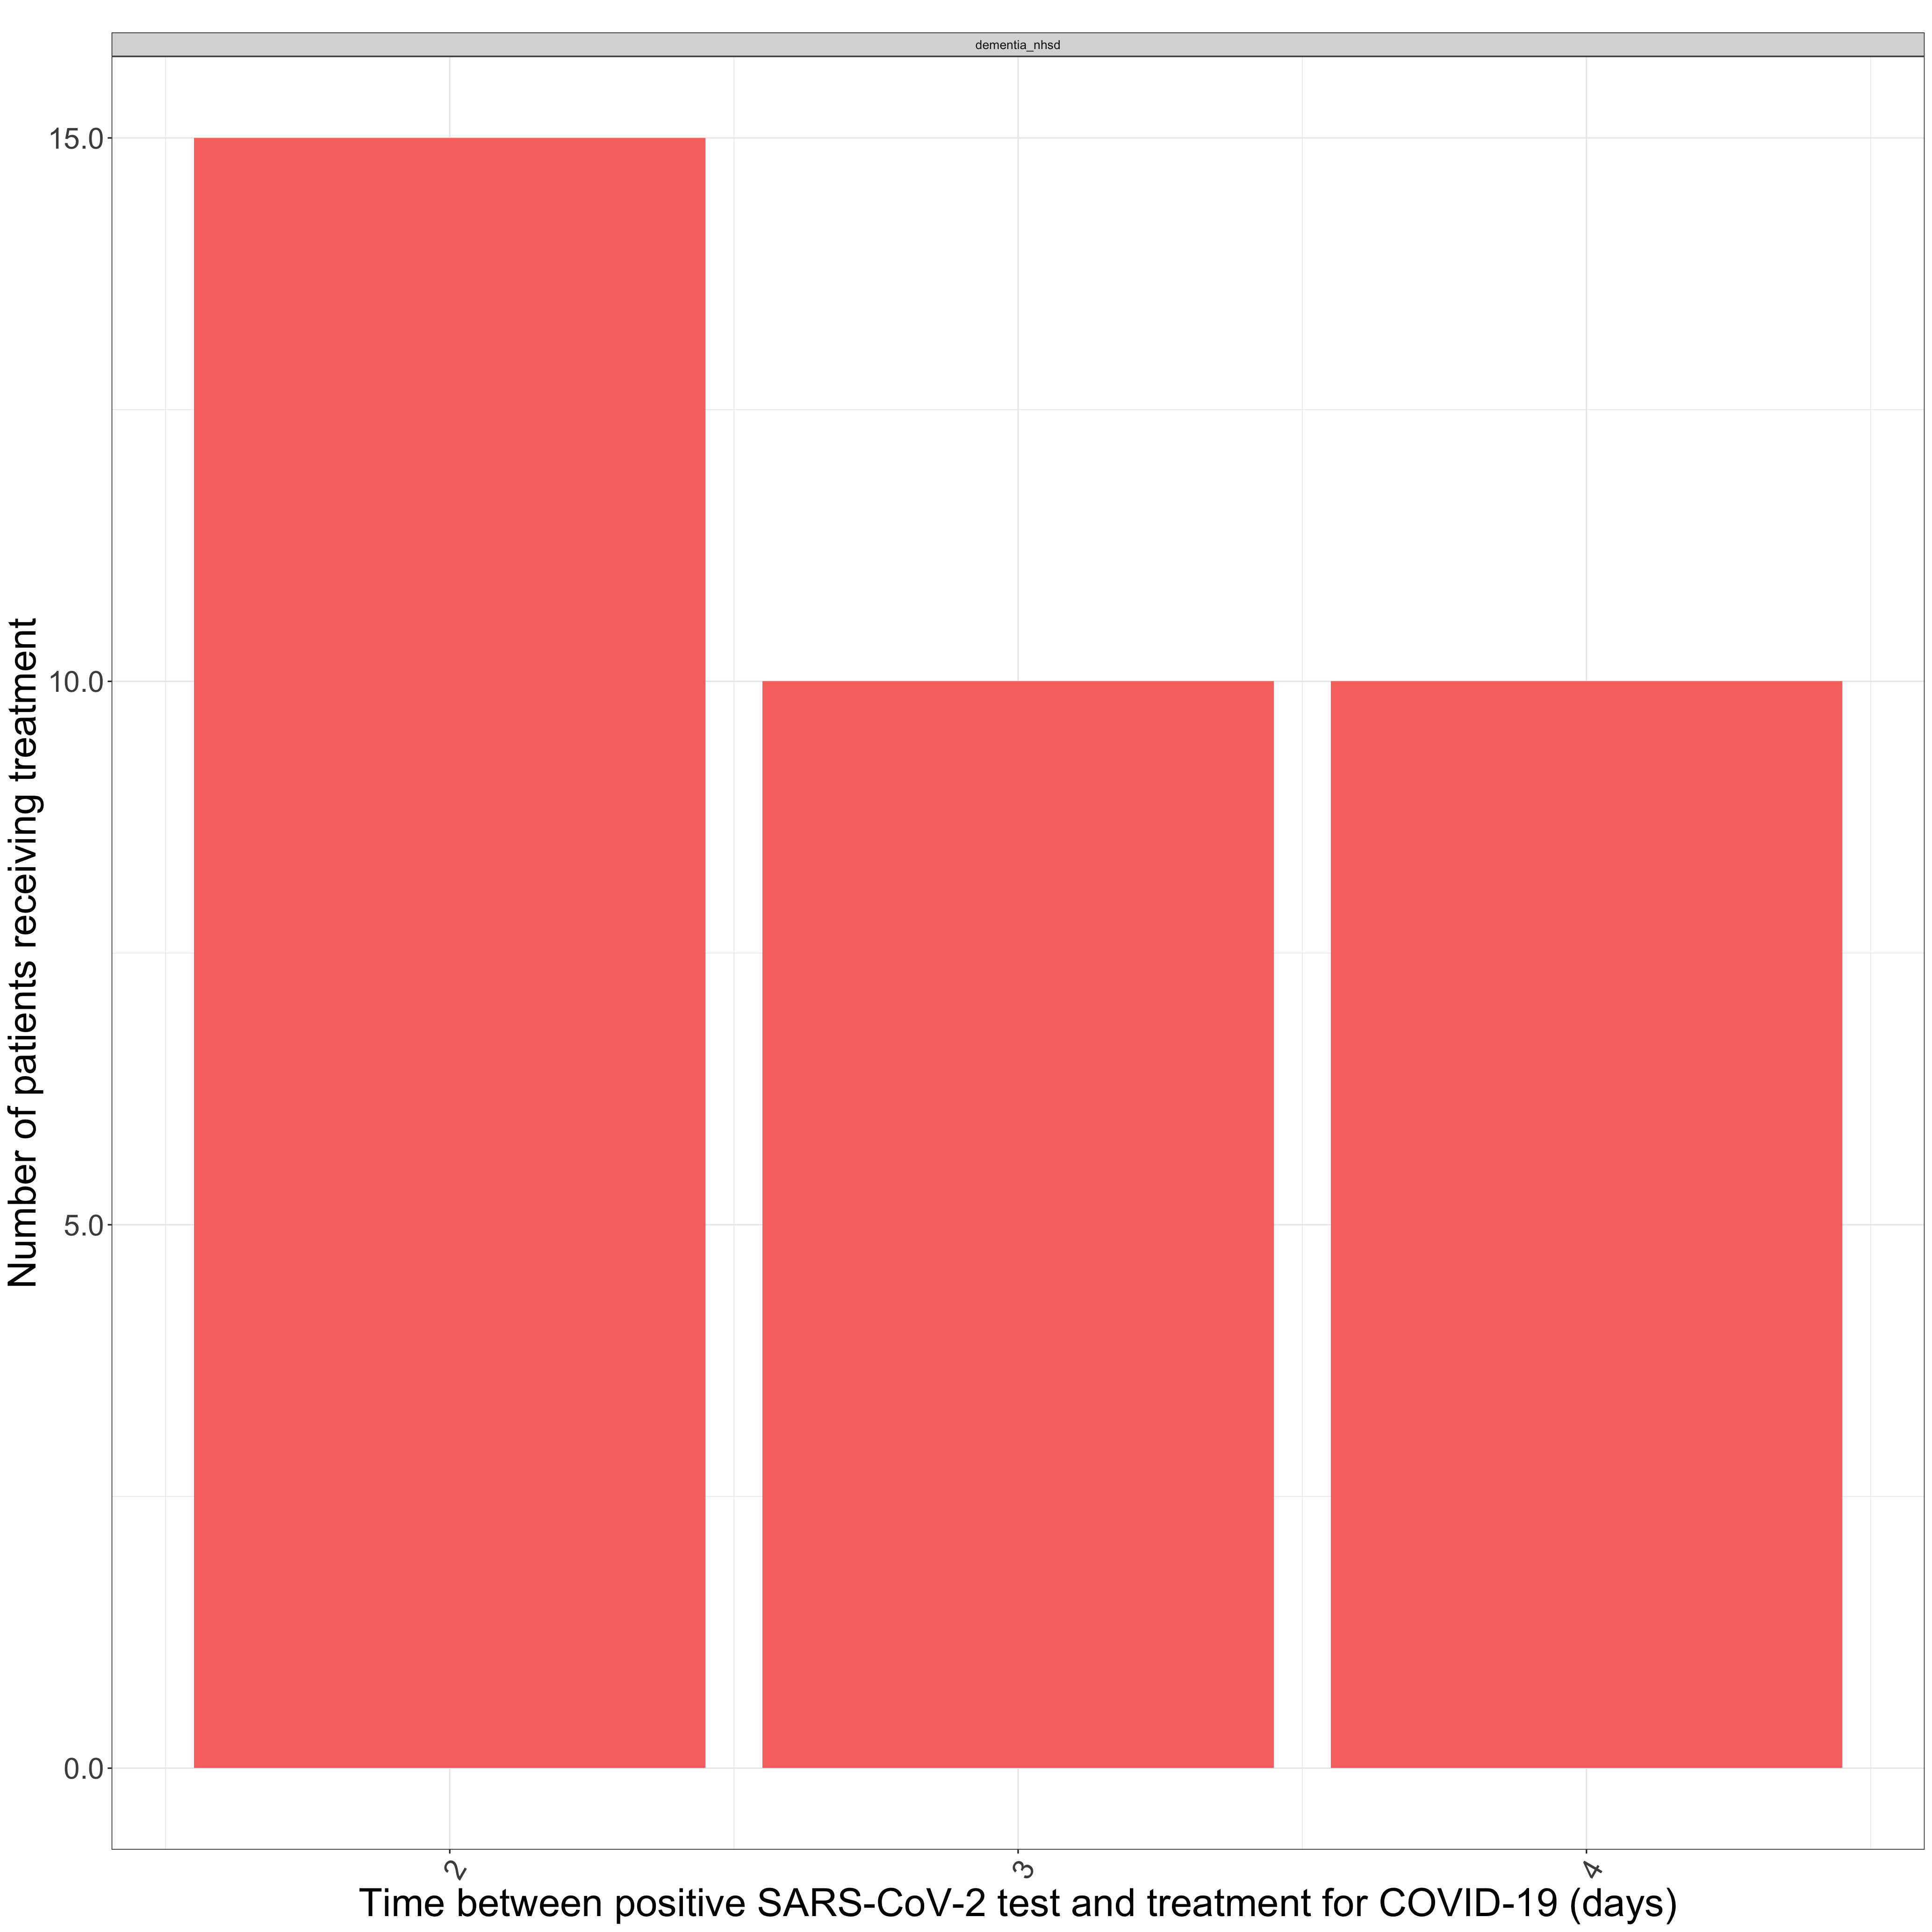 dementia_nhsd
15.0
10.0
5.0
0.0
Number of patients receiving treatment
2
3
4
Time between positive SARS-CoV-2 test and treatment for COVID-19 (days)